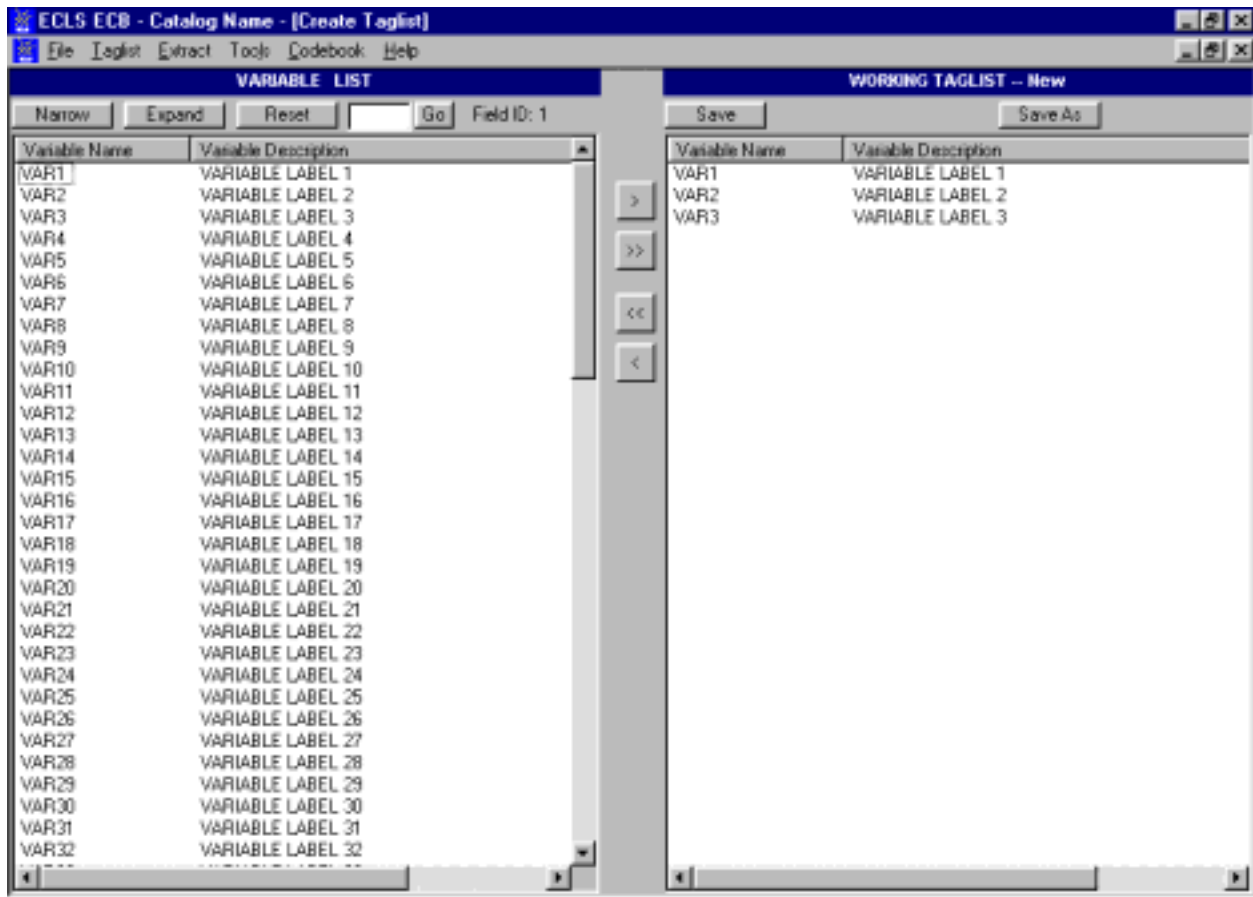 ECLS ECB - Catalog Name - [Create Taglist]
File Taglist Extract Tools Codebook Help
VARIABLE LIST
Narrow Expand Reset Go Field ID: 1
Variable Name Variable Description
VAR1 VARIABLE LABEL 1
VAR2 VARIABLE LABEL 2
VAR3 VARIABLE LABEL 3
VAR4 VARIABLE LABEL 4
VAR5 VARIABLE LABEL 5
VAR6 VARIABLE LABEL 6
VAR7 VARIABLE LABEL 7
VAR8 VARIABLE LABEL 8
VAR9 VARIABLE LABEL 9
VAR10 VARIABLE LABEL 10
VAR11 VARIABLE LABEL 11
VAR12 VARIABLE LABEL 12
VAR13 VARIABLE LABEL 13
VAR14 VARIABLE LABEL 14
VAR15 VARIABLE LABEL 15
VAR16 VARIABLE LABEL 16
VAR17 VARIABLE LABEL 17
VAR18 VARIABLE LABEL 18
VAR19 VARIABLE LABEL 19
VAR20 VARIABLE LABEL 20
VAR21 VARIABLE LABEL 21
VAR22 VARIABLE LABEL 22
VAR23 VARIABLE LABEL 23
VAR24 VARIABLE LABEL 24
VAR25 VARIABLE LABEL 25
VAR26 VARIABLE LABEL 26
VAR27 VARIABLE LABEL 27
VAR28 VARIABLE LABEL 28
VAR29 VARIABLE LABEL 29
VAR30 VARIABLE LABEL 30
VAR31 VARIABLE LABEL 31
VAR32 VARIABLE LABEL 32
>
>>
<<
<
WORKING TAGLIST -- New
Save Save As
Variable Name Variable Description
VAR1 VARIABLE LABEL 1
VAR2 VARIABLE LABEL 2
VAR3 VARIABLE LABEL 3